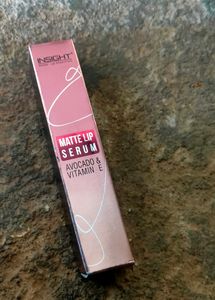 INSIGHT
MATTE LIP
SERUM
AVOCADO &
VITAMIN E